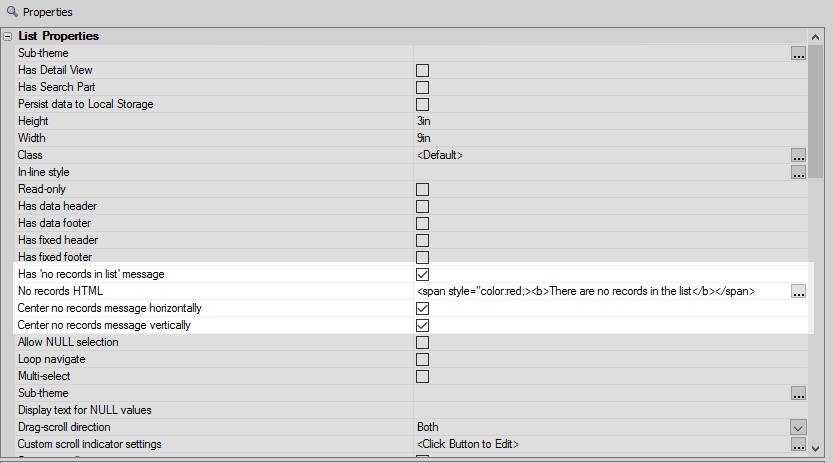 Properties
List Properties
Sub-theme ...
Has Detail View
Has Search Part
Persist data to Local Storage
Height 3in
Width 9in
Class <Default> ...
In-line style ...
Read-only
Has data header
Has data footer
Has fixed header
Has fixed footer
Has 'no records in list' message
No records HTML <span style="color:red;><b>There are no records in the list</b></span> ...
Center no records message horizontally
Center no records message vertically
Allow NULL selection
Loop navigate
Multi-select
Sub-theme ...
Display text for NULL values
Drag-scroll direction Both
Custom scroll indicator settings <Click Button to Edit> ...